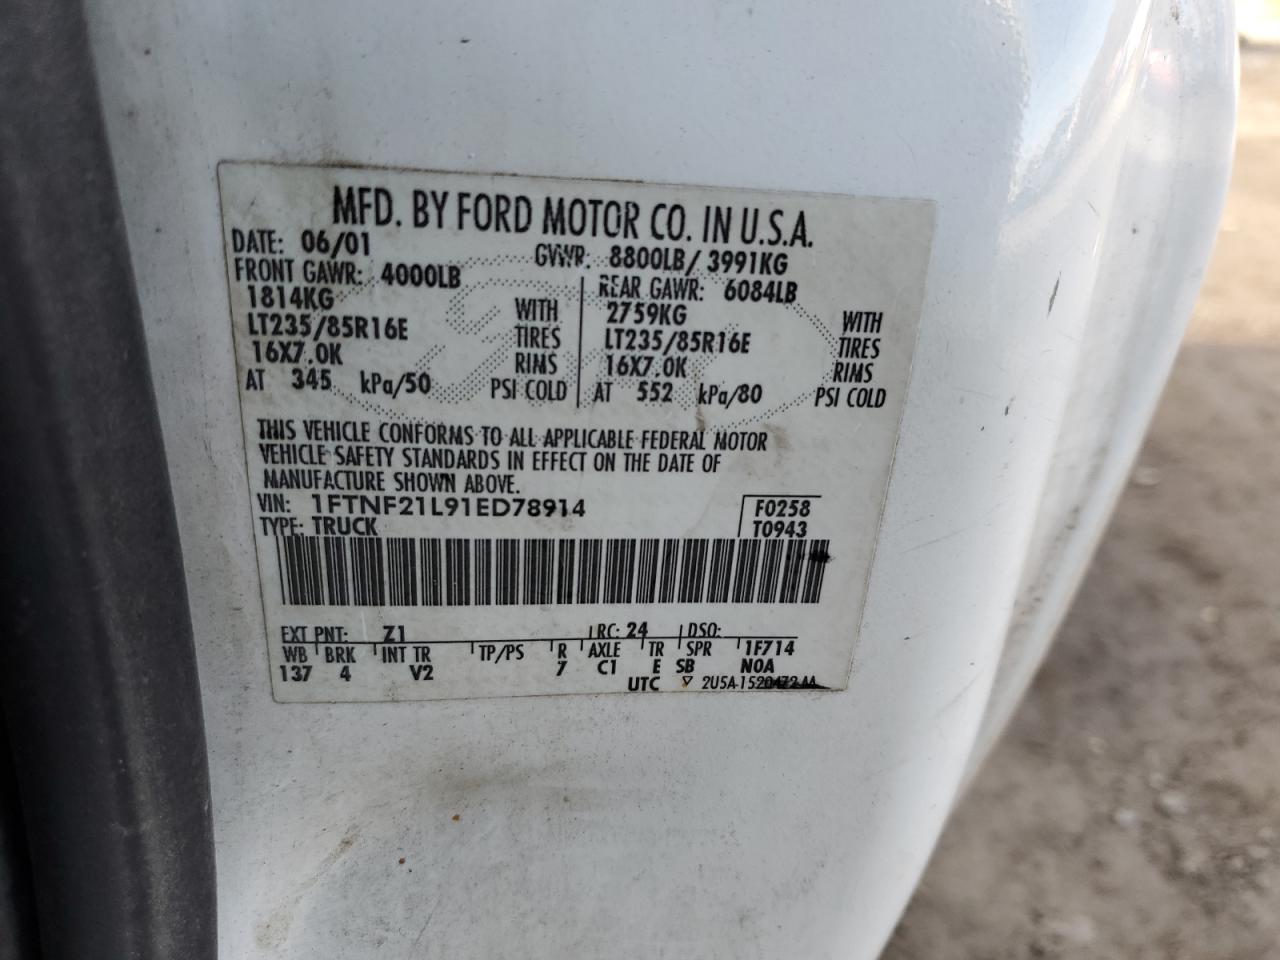 MFD. BY FORD MOTOR CO. IN U.S.A.
DATE: 06/01 GVWR: 8800LB/ 3991KG
FRONT GAWR: 4000LB REAR GAWR: 6084LB
1814KG WITH 2759KG WITH
LT235/85R16E TIRES LT235/85R16E TIRES
16X7.0K RIMS 16X7.0K RIMS
AT 345 kPa/50 PSI COLD AT 552 kPa/80 PSI COLD
THIS VEHICLE CONFORMS TO ALL APPLICABLE FEDERAL MOTOR
VEHICLE SAFETY STANDARDS IN EFFECT ON THE DATE OF
MANUFACTURE SHOWN ABOVE.
VIN: 1FTNF21L91ED78914 F0258
TYPE: TRUCK T0943
EXT PNT: Z1 RC: 24 DSO:
WB BRK INT TR TP/PS R AXLE TR SPR 1F714
137 4 V2 7 C1 E SB N0A
UTC ▽ 2U5A-1520472-AA